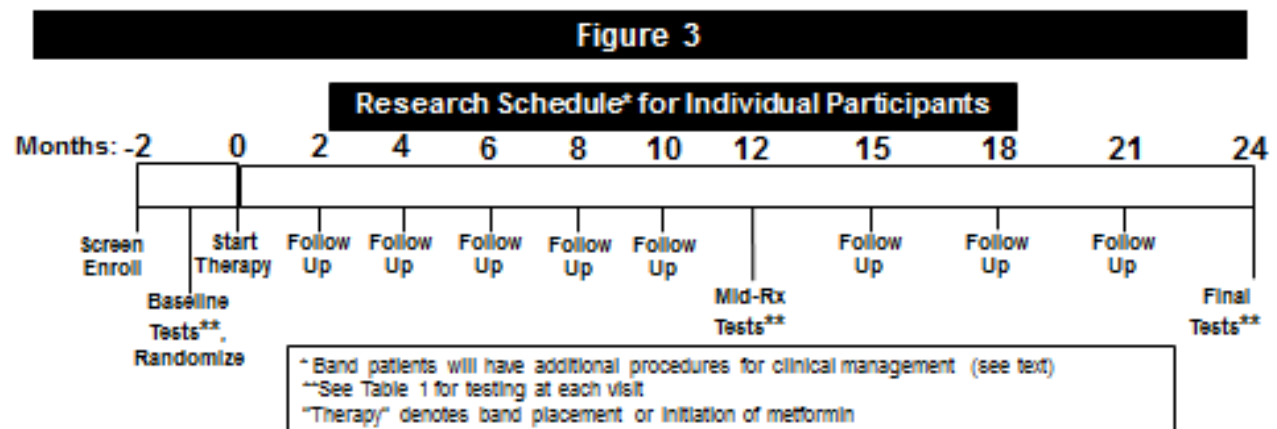 Figure 3
Research Schedule* for Individual Participants
Months: -2 0 2 4 6 8 10 12 15 18 21 24
Screen Enroll
Start Therapy
Follow Up
Follow Up
Follow Up
Follow Up
Follow Up
Follow Up
Follow Up
Follow Up
Baseline
Tests**,
Randomize
Mid-Rx
Tests**
Final
Tests**
* Band patients will have additional procedures for clinical management (see text)
**See Table 1 for testing at each visit
"Therapy" denotes band placement or initiation of metformin